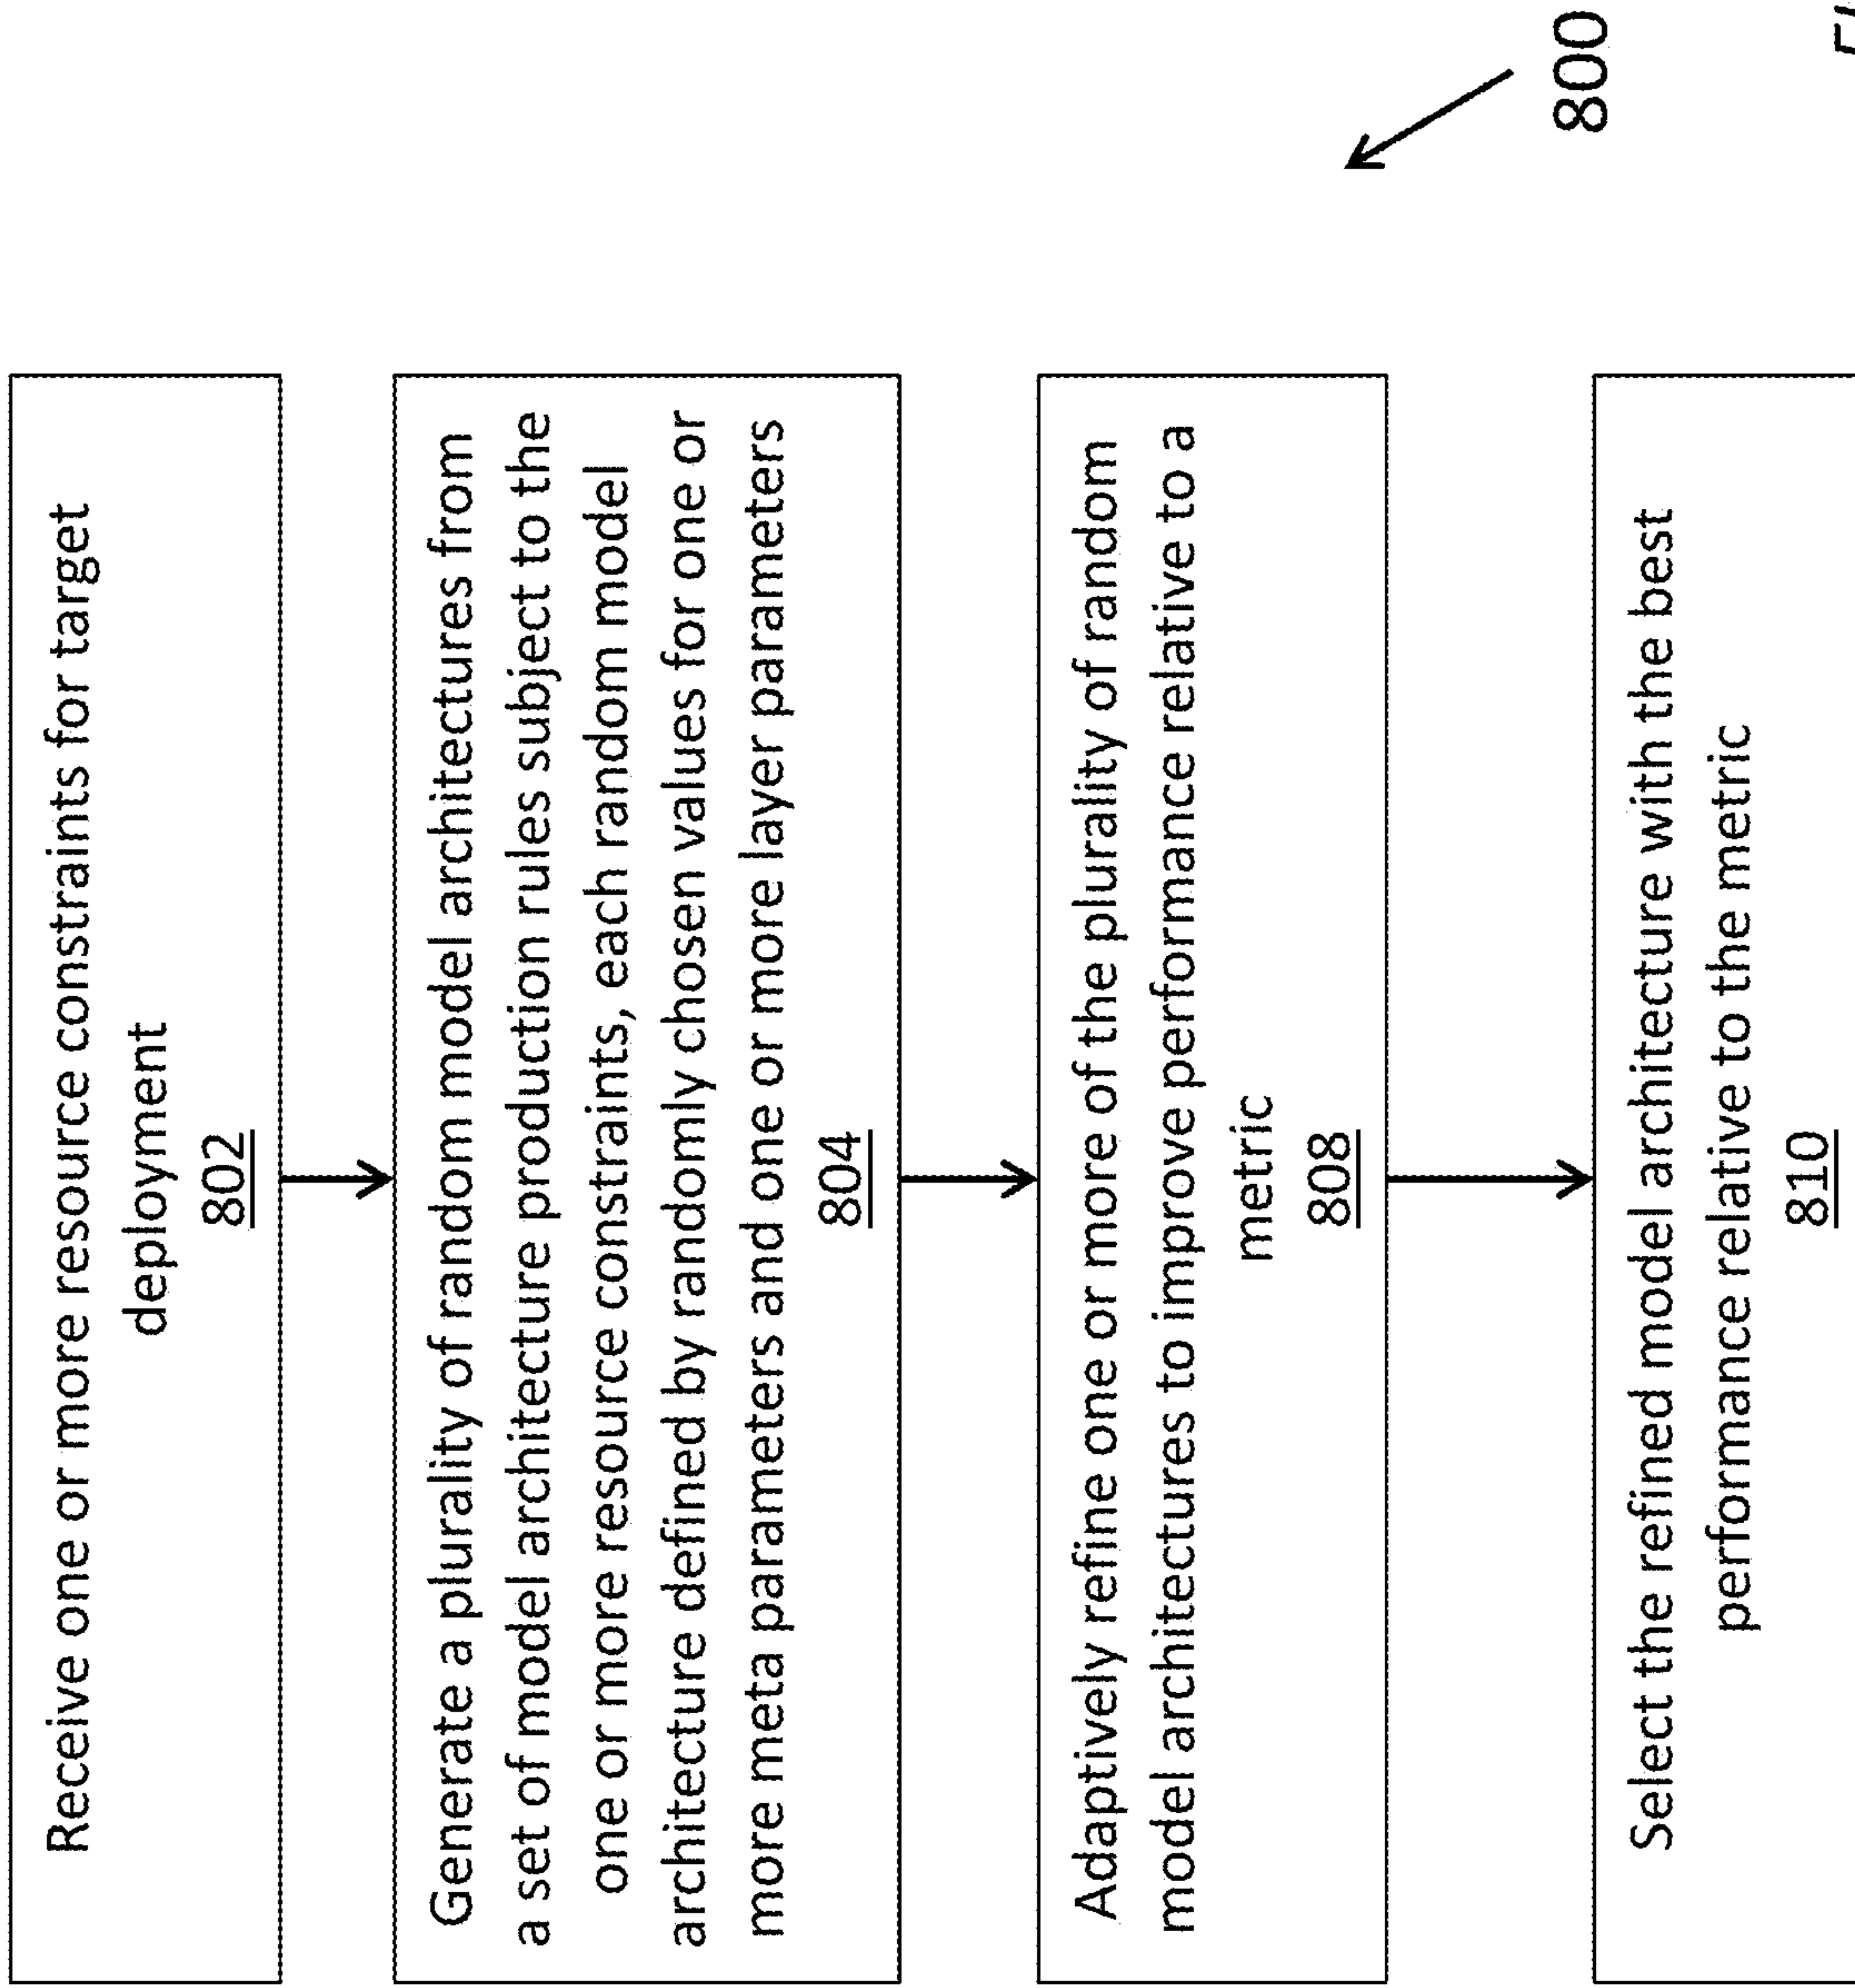 Receive one or more resource constraints for target
deployment
802
Generate a plurality of random model architectures from
a set of model architecture production rules subject to the
one or more resource constraints, each random model
architecture defined by randomly chosen values for one or
more meta parameters and one or more layer parameters
804
Adaptively refine one or more of the plurality of random
model architectures to improve performance relative to a
metric
808
Select the refined model architecture with the best
performance relative to the metric
810
800